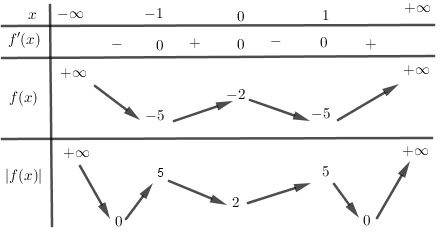 x −∞ −1 0 1 +∞
f′(x) − 0 + 0 − 0 +
+∞ +∞
f(x) −2
−5 −5
+∞ +∞
|f(x)| 5 5
2
0 0